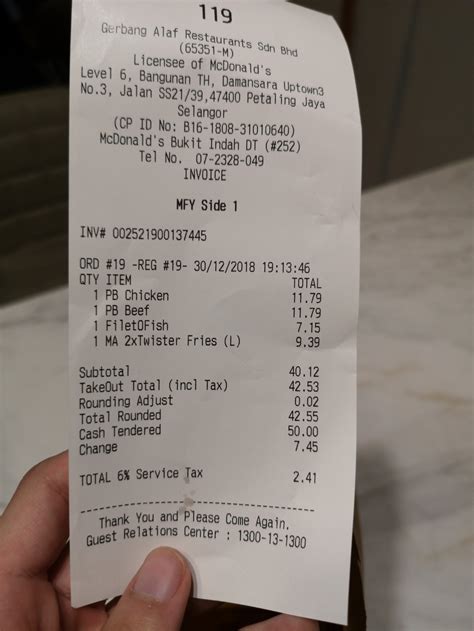 119
Gerbang Alaf Restaurants Sdn Bhd
(65351-M)
Licensee of McDonald's
Level 6, Bangunan TH, Damansara Uptown3
No.3, Jalan SS21/39,47400 Petaling Jaya
Selangor
(CP ID No: B16-1808-31010640)
McDonald's Bukit Indah DT (#252)
Tel No. 07-2328-049
INVOICE
MFY Side 1
INV# 002521900137445
ORD #19 -REG #19- 30/12/2018 19:13:46
QTY ITEM TOTAL
1 PB Chicken 11.79
1 PB Beef 11.79
1 FiletOFish 7.15
1 MA 2xTwister Fries (L) 9.39
Subtotal 40.12
TakeOut Total (incl Tax) 42.53
Rounding Adjust 0.02
Total Rounded 42.55
Cash Tendered 50.00
Change 7.45
TOTAL 6% Service Tax 2.41
Thank You and Please Come Again.
Guest Relations Center : 1300-13-1300